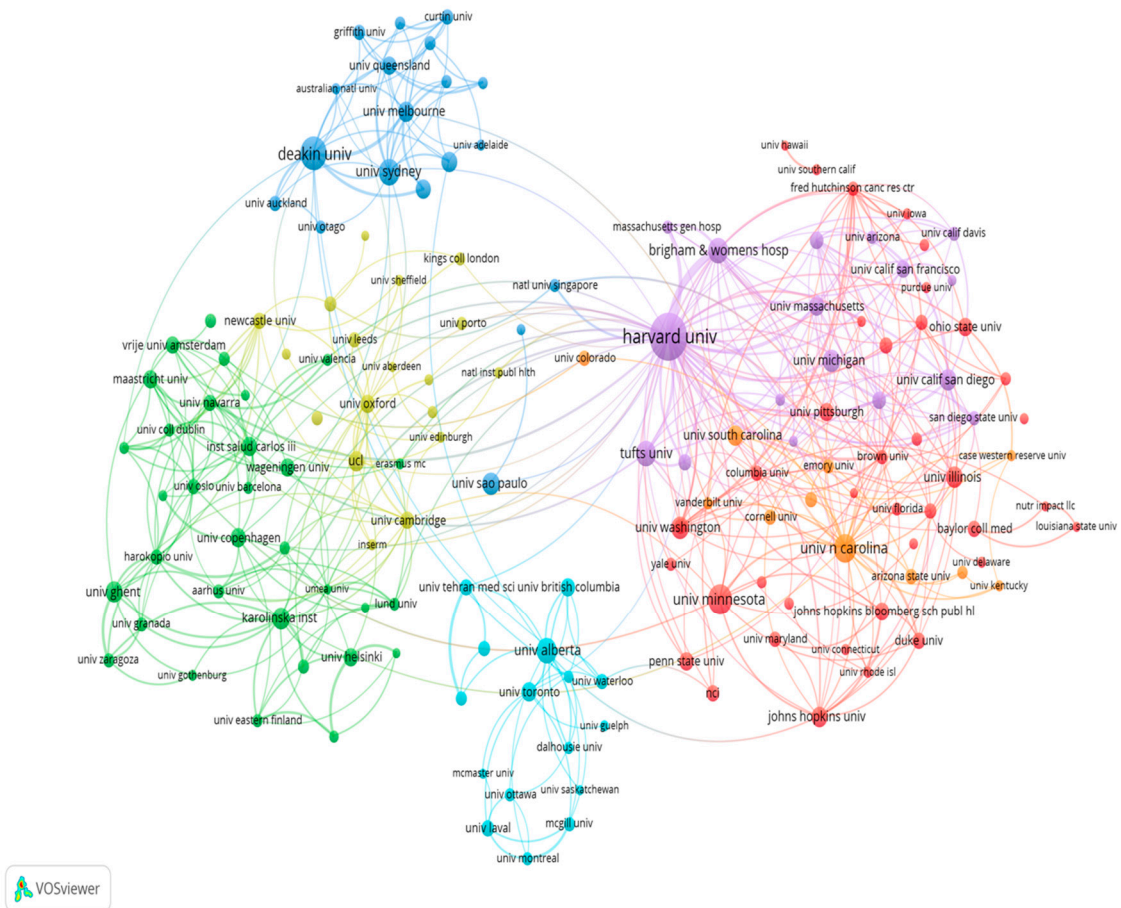 curtin univ
griffith univ
univ queensland
australian natl univ
univ melbourne
univ adelaide
deakin univ
univ sydney
univ auckland
univ otago
univ hawaii
univ southern calif
fred hutchinson canc res ctr
univ iowa
massachusetts gen hosp
univ arizona
univ calif davis
brigham & womens hosp
univ calif san francisco
purdue univ
kings coll london
univ sheffield
natl univ singapore
univ massachusetts
ohio state univ
newcastle univ
univ porto
harvard univ
univ leeds
vrije univ amsterdam
univ valencia
univ aberdeen
univ colorado
univ michigan
natl inst publ hlth
maastricht univ
univ calif san diego
univ navarra
univ oxford
univ pittsburgh
san diego state univ
univ coll dublin
univ edinburgh
univ south carolina
inst salud carlos iii
tufts univ
case western reserve univ
ucl
erasmus mc
wageningen univ
emory univ
brown univ
columbia univ
univ illinois
univ oslo
univ barcelona
univ sao paulo
vanderbilt univ
nutr impact llc
univ florida
cornell univ
univ cambridge
univ washington
baylor coll med
louisiana state univ
univ copenhagen
inserm
univ n carolina
harokopio univ
yale univ
univ delaware
arizona state univ
univ kentucky
univ ghent
aarhus univ
umea univ
univ tehran med sci
univ british columbia
lund univ
univ minnesota
karolinska inst
johns hopkins bloomberg sch publ hl
univ granada
univ maryland
duke univ
univ alberta
univ connecticut
univ zaragoza
univ helsinki
penn state univ
univ rhode isl
univ gothenburg
univ waterloo
univ toronto
nci
univ eastern finland
johns hopkins univ
univ guelph
dalhousie univ
mcmaster univ
univ ottawa
univ saskatchewan
univ laval
mcgill univ
univ montreal
VOSviewer